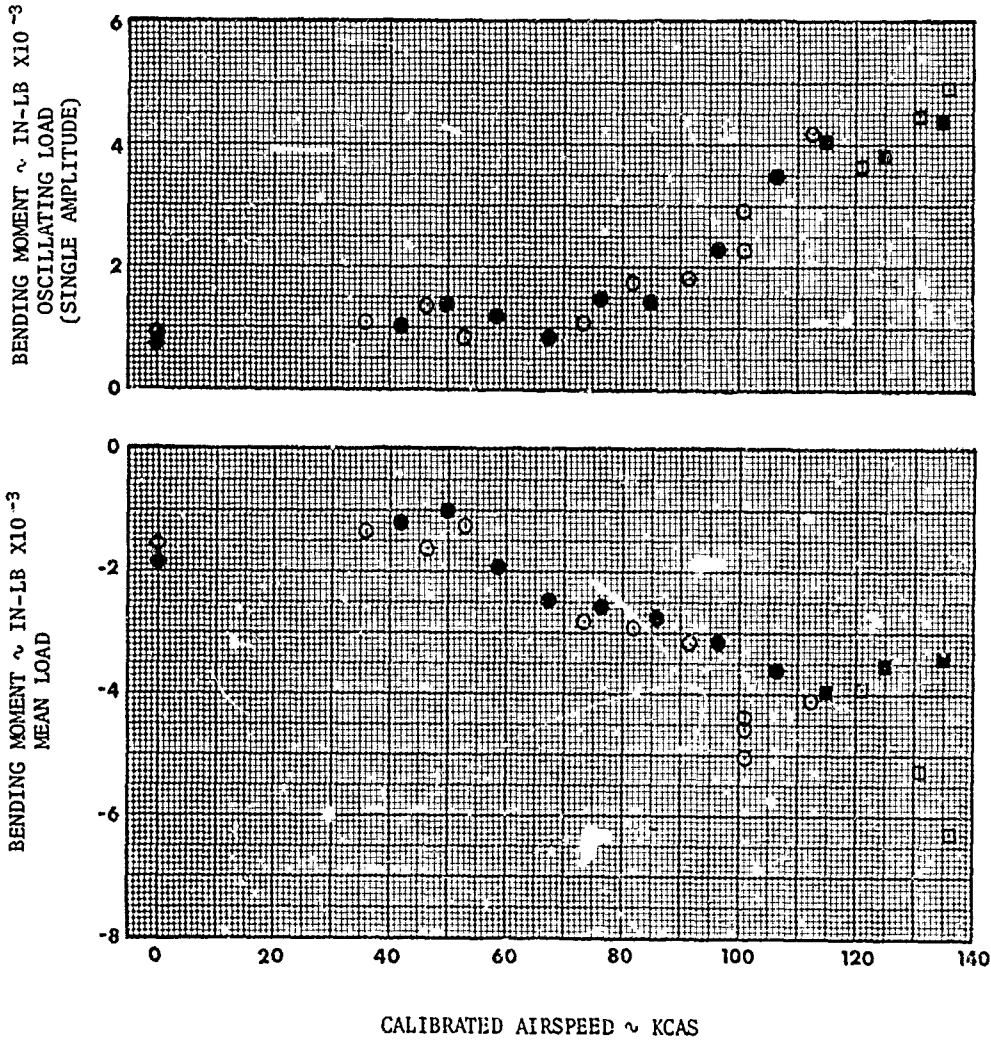 BENDING MOMENT ~ IN-LB X10⁻³
OSCILLATING LOAD
(SINGLE AMPLITUDE)
6
4
2
0
BENDING MOMENT ~ IN-LB X10⁻³
MEAN LOAD
0
-2
-4
-6
-8
0 20 40 60 80 100 120 140
CALIBRATED AIRSPEED ~ KCAS